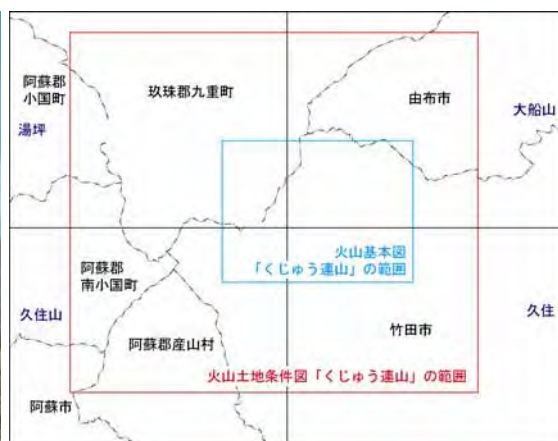 阿蘇郡
小国町
玖珠郡九重町
由布市
大船山
湯坪
火山基本図
「くじゅう連山」の範囲
阿蘇郡
南小国町
久住山
久住
阿蘇郡産山村
竹田市
火山土地条件図「くじゅう連山」の範囲
阿蘇市